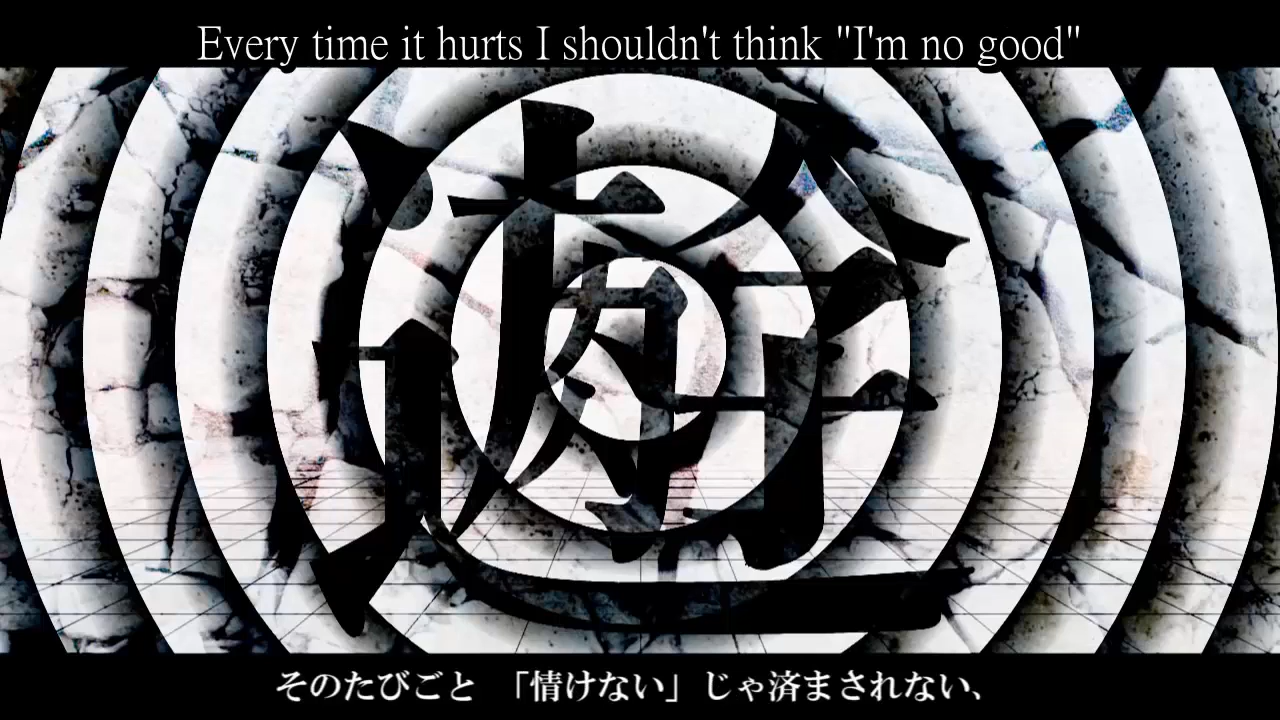 Every time it hurts I shouldn't think "I'm no good"
遊
そのたびごと 「情けない」じゃ済まされない、